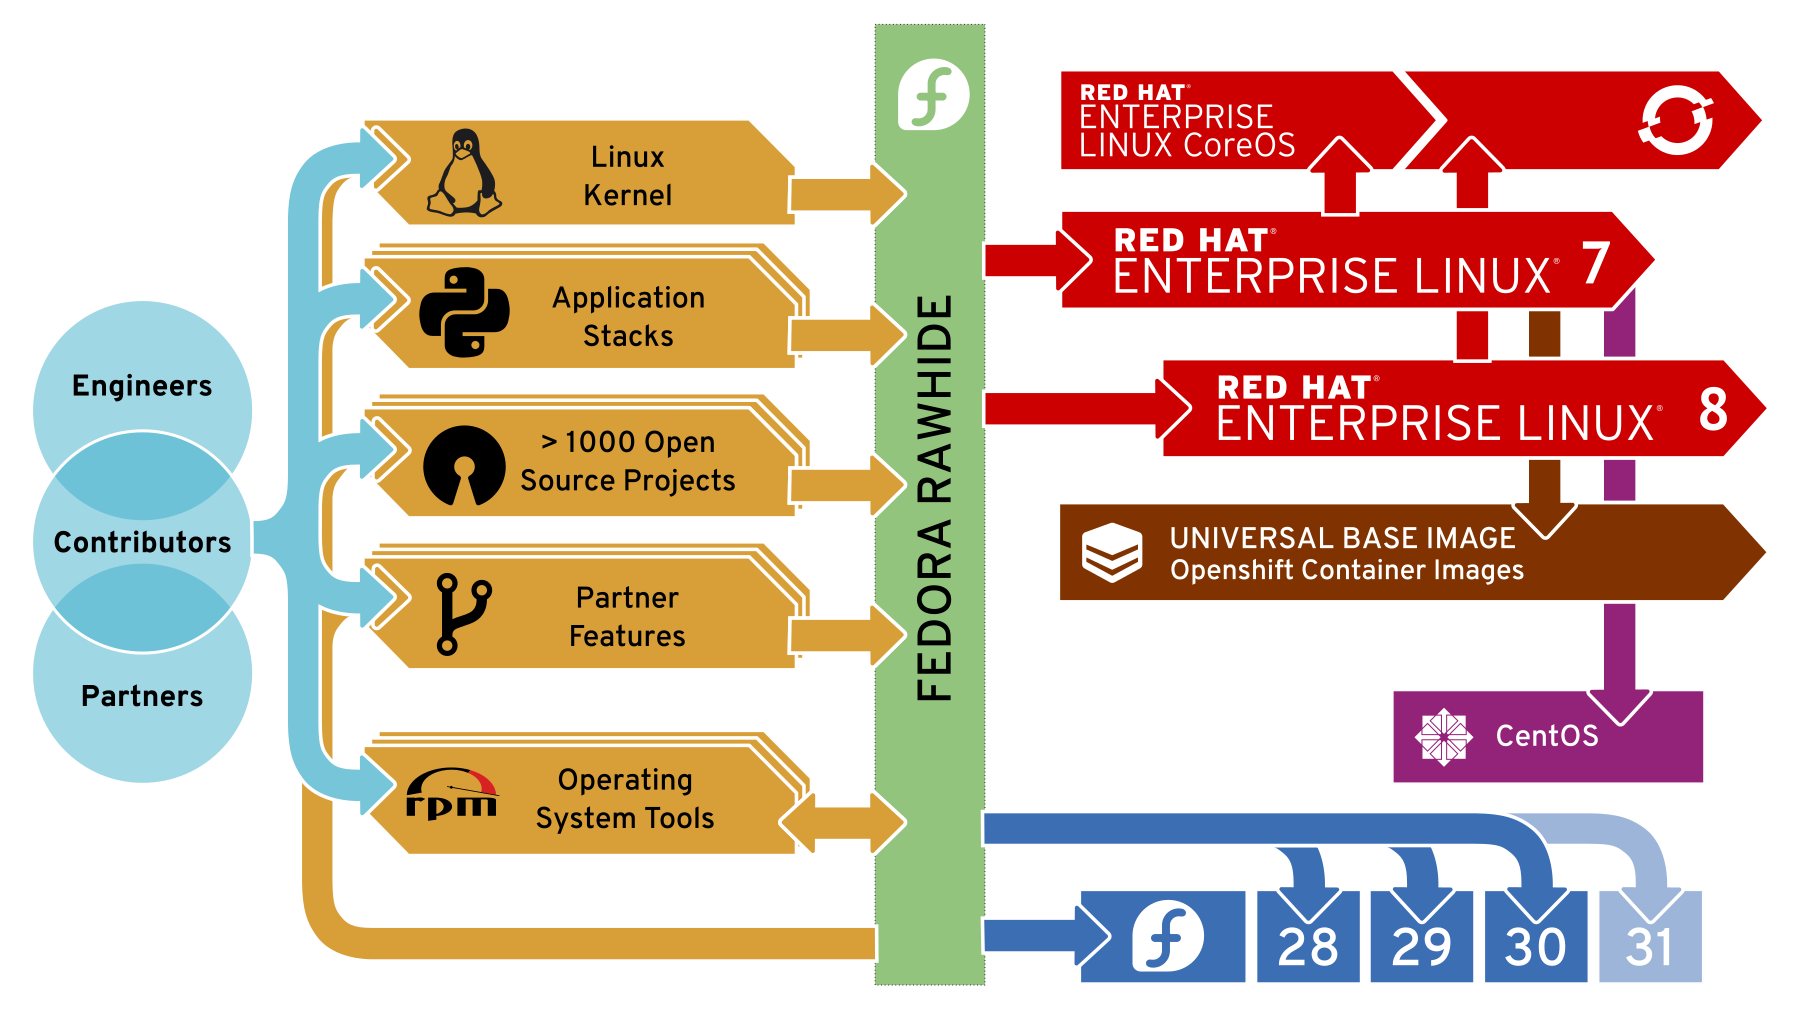 Engineers
Contributors
Partners
Linux
Kernel
Application
Stacks
> 1000 Open
Source Projects
Partner
Features
rpm
Operating
System Tools
FEDORA RAWHIDE
RED HAT®
ENTERPRISE
LINUX CoreOS
RED HAT®
ENTERPRISE LINUX® 7
RED HAT®
ENTERPRISE LINUX® 8
UNIVERSAL BASE IMAGE
Openshift Container Images
CentOS
28 29 30 31